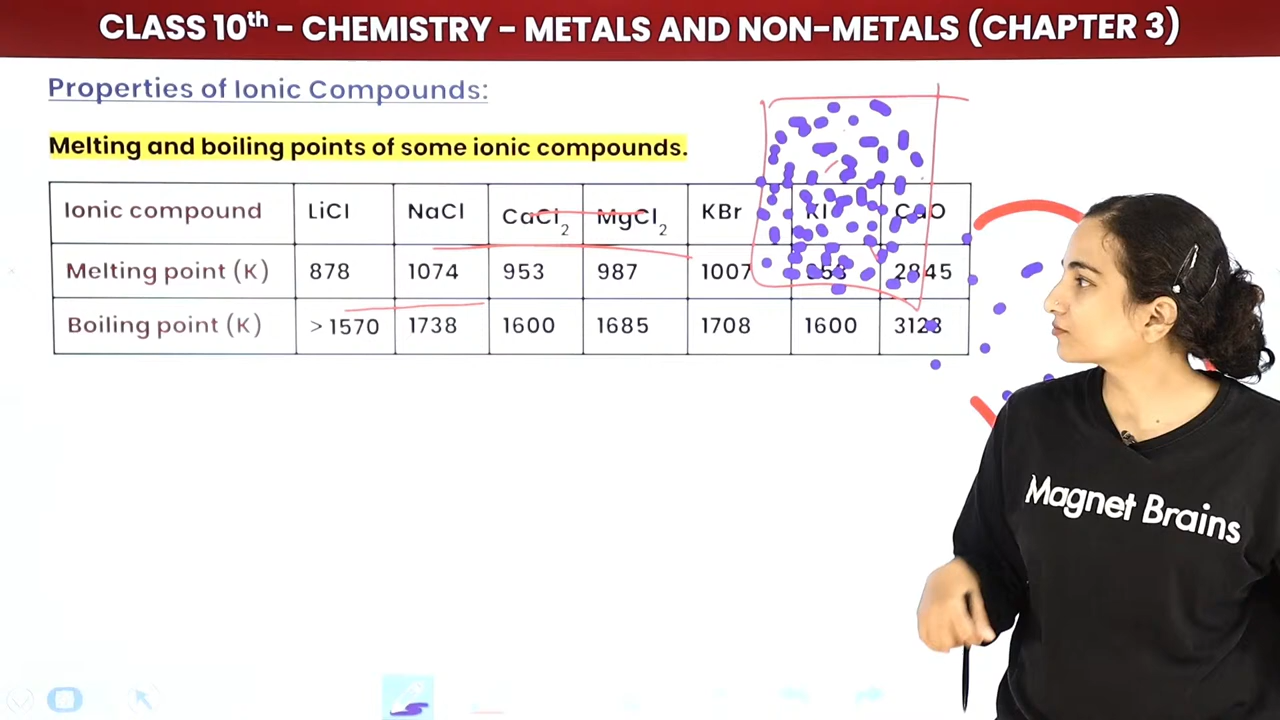 CLASS 10th - CHEMISTRY - METALS AND NON-METALS (CHAPTER 3)
Properties of Ionic Compounds:
Melting and boiling points of some ionic compounds.
Ionic compound LiCl NaCl CaCl2 MgCl2 KBr KI CaO
Melting point (K) 878 1074 953 987 1007 953 2845
Boiling point (K) >1570 1738 1600 1685 1708 1600 3123
Magnet Brains